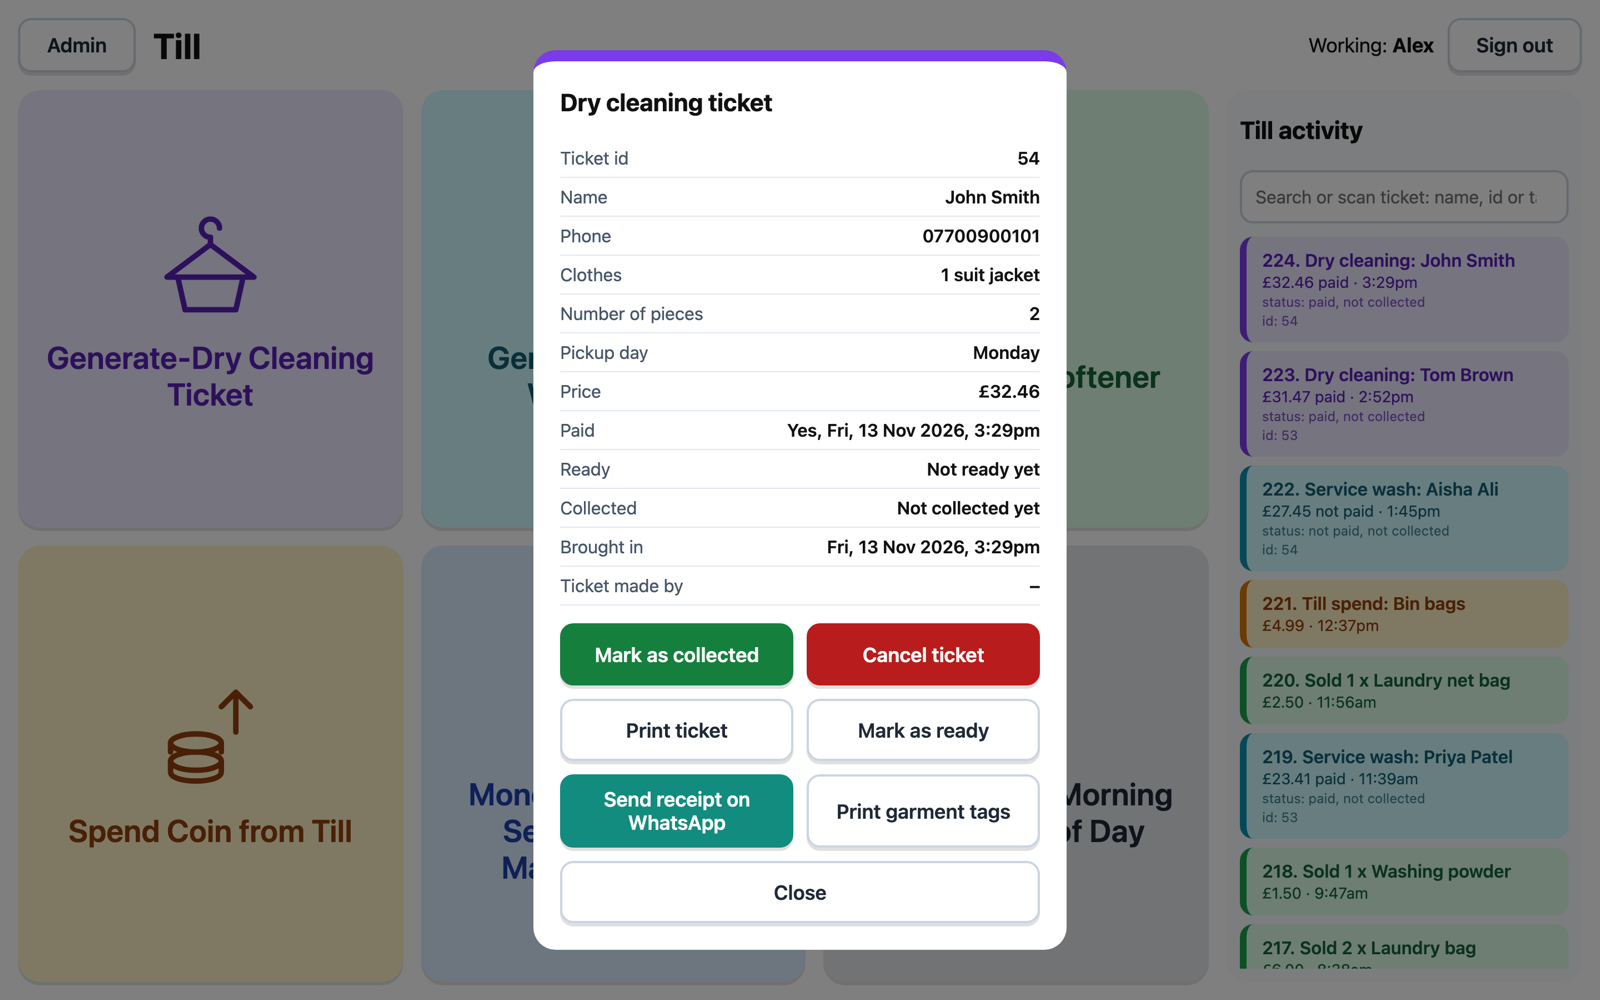 Admin
Till
Working: Alex
Sign out
Generate-Dry Cleaning
Ticket
Spend Coin from Till
Dry cleaning ticket
Ticket id 54
Name John Smith
Phone 07700900101
Clothes 1 suit jacket
Number of pieces 2
Pickup day Monday
Price £32.46
Paid Yes, Fri, 13 Nov 2026, 3:29pm
Ready Not ready yet
Collected Not collected yet
Brought in Fri, 13 Nov 2026, 3:29pm
Ticket made by –
Mark as collected
Cancel ticket
Print ticket
Mark as ready
Send receipt on
WhatsApp
Print garment tags
Close
Morning
of Day
Till activity
Search or scan ticket: name, id or t
224. Dry cleaning: John Smith
£32.46 paid · 3:29pm
status: paid, not collected
id: 54
223. Dry cleaning: Tom Brown
£31.47 paid · 2:52pm
status: paid, not collected
id: 53
222. Service wash: Aisha Ali
£27.45 not paid · 1:45pm
status: not paid, not collected
id: 54
221. Till spend: Bin bags
£4.99 · 12:37pm
220. Sold 1 x Laundry net bag
£2.50 · 11:56am
219. Service wash: Priya Patel
£23.41 paid · 11:39am
status: paid, not collected
id: 53
218. Sold 1 x Washing powder
£1.50 · 9:47am
217. Sold 2 x Laundry bag